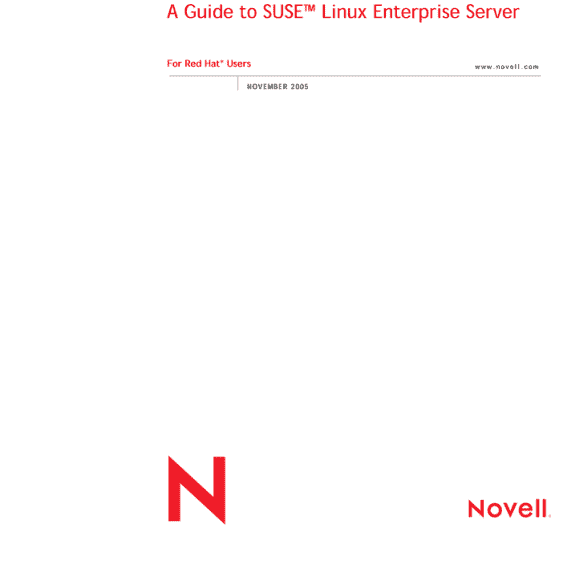 A Guide to SUSE™ Linux Enterprise Server
For Red Hat* Users
www.novell.com
NOVEMBER 2005
N
Novell®